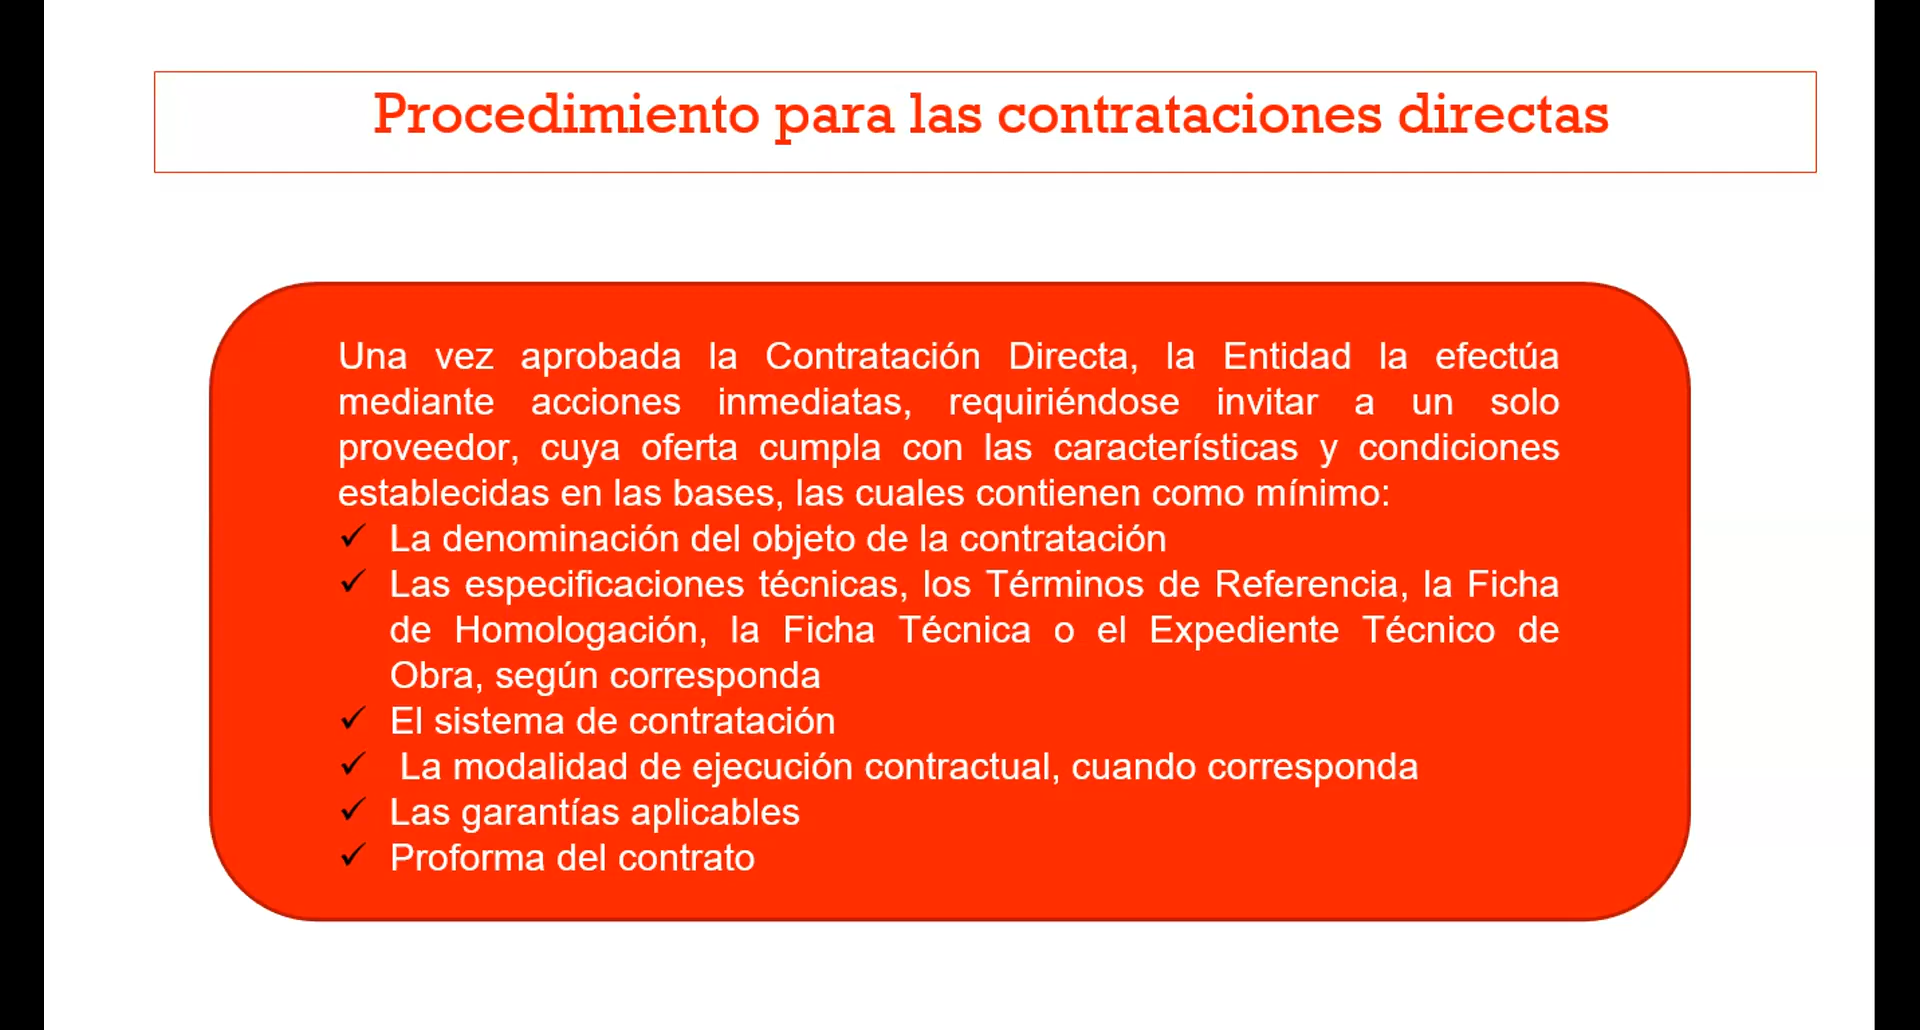 Procedimiento para las contrataciones directas
Una vez aprobada la Contratación Directa, la Entidad la efectúa
mediante acciones inmediatas, requiriéndose invitar a un solo
proveedor, cuya oferta cumpla con las características y condiciones
establecidas en las bases, las cuales contienen como mínimo:
✓ La denominación del objeto de la contratación
✓ Las especificaciones técnicas, los Términos de Referencia, la Ficha
de Homologación, la Ficha Técnica o el Expediente Técnico de
Obra, según corresponda
✓ El sistema de contratación
✓ La modalidad de ejecución contractual, cuando corresponda
✓ Las garantías aplicables
✓ Proforma del contrato